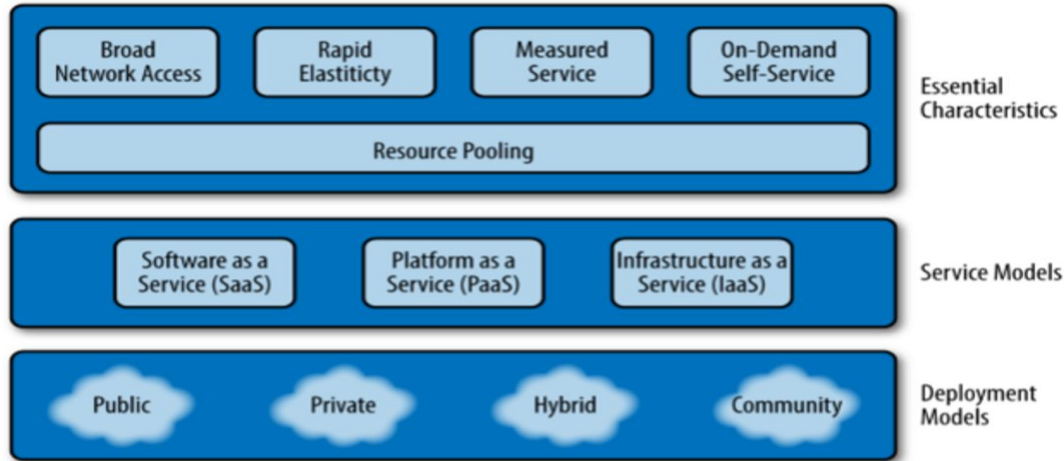 Broad
Network Access
Rapid
Elastiticty
Measured
Service
On-Demand
Self-Service
Resource Pooling
Essential
Characteristics
Software as a
Service (SaaS)
Platform as a
Service (PaaS)
Infrastructure as a
Service (IaaS)
Service Models
Public
Private
Hybrid
Community
Deployment
Models